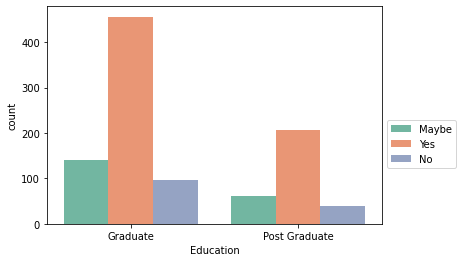 400
300
200
100
0
count
Graduate
Post Graduate
Education
Maybe
Yes
No